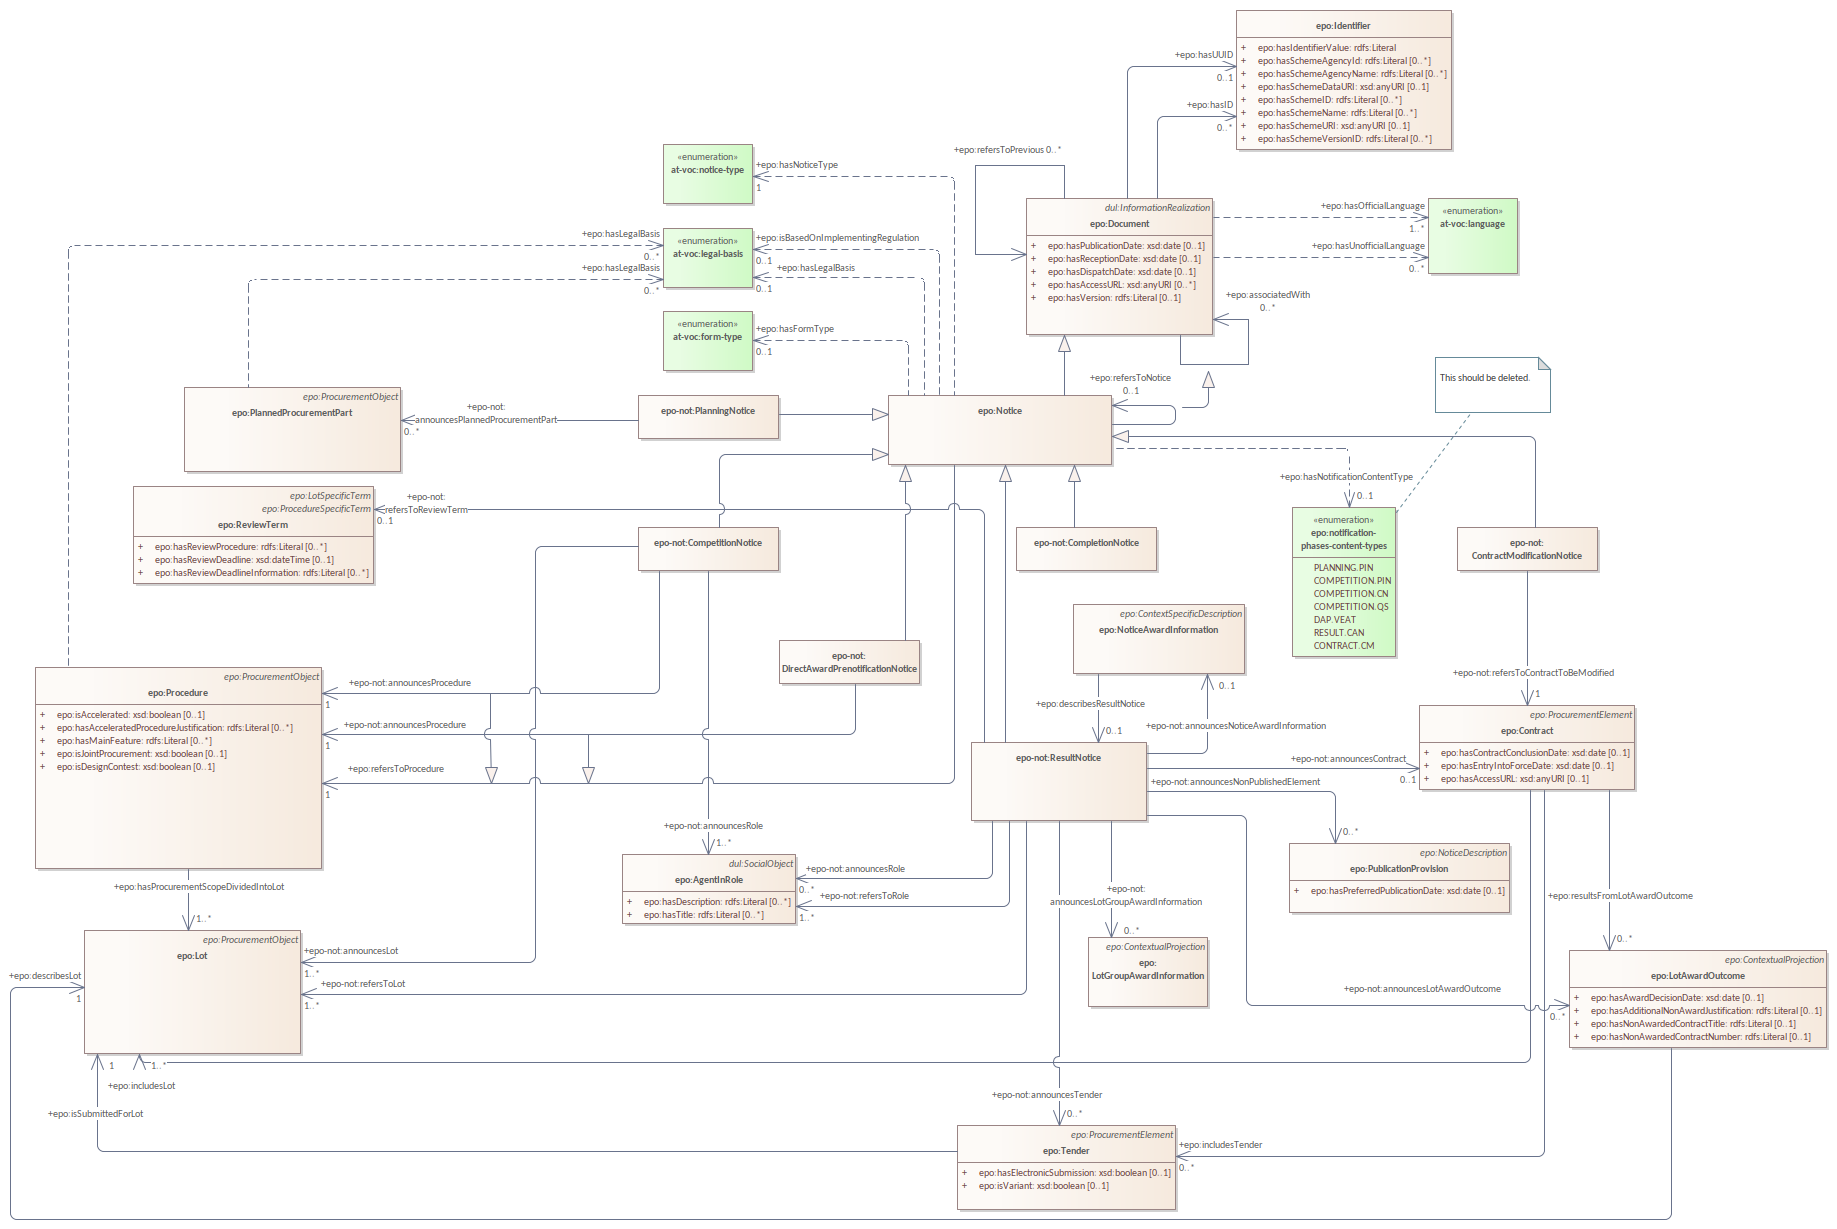 epo:Identifier
+ epo:hasIdentifierValue: rdfs:Literal
+ epo:hasSchemeAgencyId: rdfs:Literal [0..*]
+ epo:hasSchemeAgencyName: rdfs:Literal [0..*]
+ epo:hasSchemeDataURI: xsd:anyURI [0..1]
+ epo:hasSchemeID: rdfs:Literal [0..*]
+ epo:hasSchemeName: rdfs:Literal [0..*]
+ epo:hasSchemeURI: xsd:anyURI [0..1]
+ epo:hasSchemeVersionID: rdfs:Literal [0..*]
+epo:hasUUID
0..1
+epo:hasID
0..*
+epo:refersToPrevious 0..*
«enumeration»
at-voc:notice-type
+epo:hasNoticeType
1
dul:InformationRealization
epo:Document
+ epo:hasPublicationDate: xsd:date [0..1]
+ epo:hasReceptionDate: xsd:date [0..1]
+ epo:hasDispatchDate: xsd:date [0..1]
+ epo:hasAccessURL: xsd:anyURI [0..*]
+ epo:hasVersion: rdfs:Literal [0..1]
+epo:hasOfficialLanguage
1..*
+epo:hasUnofficialLanguage
0..*
«enumeration»
at-voc:language
+epo:hasLegalBasis
0..*
+epo:hasLegalBasis
0..*
«enumeration»
at-voc:legal-basis
+epo:isBasedOnImplementingRegulation
0..1
+epo:hasLegalBasis
0..1
+epo:associatedWith
0..*
«enumeration»
at-voc:form-type
+epo:hasFormType
0..1
This should be deleted.
epo:ProcurementObject
epo:PlannedProcurementPart
+epo-not:
announcesPlannedProcurementPart
0..*
epo-not:PlanningNotice
epo:Notice
+epo:refersToNotice
0..1
+epo:hasNotificationContentType
0..1
epo:LotSpecificTerm
epo:ProcedureSpecificTerm
epo:ReviewTerm
+ epo:hasReviewProcedure: rdfs:Literal [0..*]
+ epo:hasReviewDeadline: xsd:dateTime [0..1]
+ epo:hasReviewDeadlineInformation: rdfs:Literal [0..*]
+epo-not:
refersToReviewTerm
0..1
epo-not:CompetitionNotice
epo-not:CompletionNotice
«enumeration»
epo:notification-
phases-content-types
PLANNING.PIN
COMPETITION.PIN
COMPETITION.CN
COMPETITION.QS
DAP.VEAT
RESULT.CAN
CONTRACT.CM
epo-not:
ContractModificationNotice
epo:ContextSpecificDescription
epo:NoticeAwardInformation
epo-not:
DirectAwardPrenotificationNotice
epo:ProcurementObject
epo:Procedure
+ epo:isAccelerated: xsd:boolean [0..1]
+ epo:hasAcceleratedProcedureJustification: rdfs:Literal [0..*]
+ epo:hasMainFeature: rdfs:Literal [0..*]
+ epo:isJointProcurement: xsd:boolean [0..1]
+ epo:isDesignContest: xsd:boolean [0..1]
+epo-not:announcesProcedure
1
+epo-not:announcesProcedure
1
+epo:refersToProcedure
1
+epo:describesResultNotice
0..1
0..1
+epo-not:announcesNoticeAwardInformation
+epo-not:refersToContractToBeModified
1
epo-not:ResultNotice
+epo-not:announcesContract
0..1
+epo-not:announcesNonPublishedElement
0..*
epo:ProcurementElement
epo:Contract
+ epo:hasContractConclusionDate: xsd:date [0..1]
+ epo:hasEntryIntoForceDate: xsd:date [0..1]
+ epo:hasAccessURL: xsd:anyURI [0..1]
+epo-not:announcesRole
1..*
dul:SocialObject
epo:AgentInRole
+ epo:hasDescription: rdfs:Literal [0..*]
+ epo:hasTitle: rdfs:Literal [0..*]
+epo-not:announcesRole
0..*
+epo-not:refersToRole
1..*
+epo-not:
announcesLotGroupAwardInformation
0..*
epo:NoticeDescription
epo:PublicationProvision
+ epo:hasPreferredPublicationDate: xsd:date [0..1]
+epo:resultsFromLotAwardOutcome
0..*
+epo:hasProcurementScopeDividedIntoLot
1..*
epo:ProcurementObject
epo:Lot
+epo-not:announcesLot
1..*
+epo-not:refersToLot
1..*
+epo:describesLot
1
epo:ContextualProjection
epo:
LotGroupAwardInformation
+epo-not:announcesLotAwardOutcome
0..*
epo:ContextualProjection
epo:LotAwardOutcome
+ epo:hasAwardDecisionDate: xsd:date [0..1]
+ epo:hasAdditionalNonAwardJustification: rdfs:Literal [0..1]
+ epo:hasNonAwardedContractTitle: rdfs:Literal [0..1]
+ epo:hasNonAwardedContractNumber: rdfs:Literal [0..1]
1
1..*
+epo:includesLot
+epo:isSubmittedForLot
+epo-not:announcesTender
0..*
epo:ProcurementElement
epo:Tender
+ epo:hasElectronicSubmission: xsd:boolean [0..1]
+ epo:isVariant: xsd:boolean [0..1]
+epo:includesTender
0..*